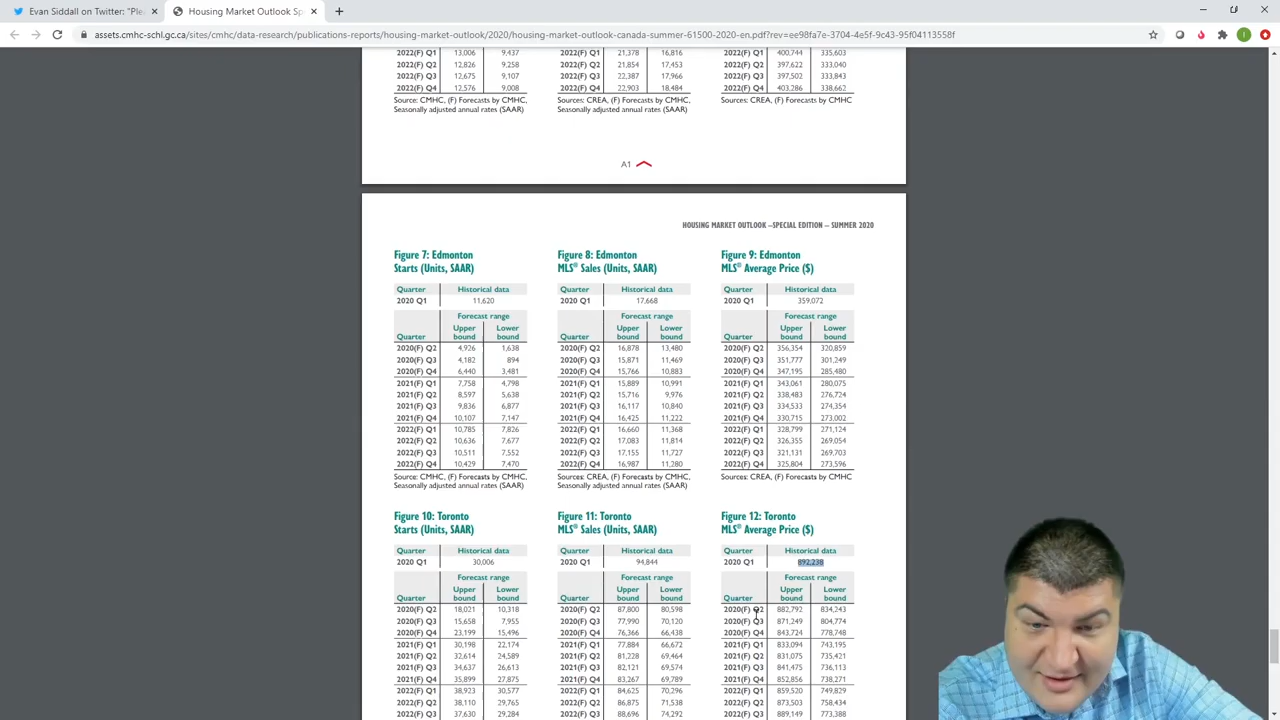 Evan Siddall on Twitter: "Plea
Housing Market Outlook Special
assets.cmhc-schl.gc.ca/sites/cmhc/data-research/publications-reports/housing-market-outlook/2020/housing-market-outlook-canada-summer-61500-2020-en.pdf?rev=ee98fa7e-3704-4e5f-9c43-95f04113558f
2022(F) Q1 13,006 9,437
12,826 9,258
2022(F) Q3 12,675 9,107
2022(F) Q4 12,576 9,008
Source: CMHC, (F) Forecasts by CMHC,
Seasonally adjusted annual rates (SAAR)
2022(F) Q1 21,378 16,816
2022(F) Q2 21,854 17,453
2022(F) Q3 22,387 17,966
2022(F) Q4 22,903 18,484
Sources: CREA, (F) Forecasts by CMHC,
Seasonally adjusted annual rates (SAAR)
2022(F) Q1 400,744 335,603
2022(F) Q2 397,622 333,040
2022(F) Q3 397,502 333,843
2022(F) Q4 403,286 338,662
Sources: CREA, (F) Forecasts by CMHC
A1
HOUSING MARKET OUTLOOK –SPECIAL EDITION – SUMMER 2020
Figure 7: Edmonton
Starts (Units, SAAR)
Quarter Historical data
2020 Q1 11,620
Forecast range
Quarter Upper bound Lower bound
2020(F) Q2 4,926 1,638
2020(F) Q3 4,182 894
2020(F) Q4 6,440 3,481
2021(F) Q1 7,758 4,798
2021(F) Q2 8,597 5,638
2021(F) Q3 9,836 6,877
2021(F) Q4 10,107 7,147
2022(F) Q1 10,785 7,826
2022(F) Q2 10,636 7,677
2022(F) Q3 10,511 7,552
2022(F) Q4 10,429 7,470
Source: CMHC, (F) Forecasts by CMHC,
Seasonally adjusted annual rates (SAAR)
Figure 8: Edmonton
MLS® Sales (Units, SAAR)
Quarter Historical data
2020 Q1 17,668
Forecast range
Quarter Upper bound Lower bound
2020(F) Q2 16,878 13,480
2020(F) Q3 15,871 11,469
2020(F) Q4 15,766 10,883
2021(F) Q1 15,889 10,991
2021(F) Q2 15,716 9,976
2021(F) Q3 16,117 10,840
2021(F) Q4 16,425 11,222
2022(F) Q1 16,660 11,368
2022(F) Q2 17,083 11,814
2022(F) Q3 17,155 11,727
2022(F) Q4 16,987 11,280
Sources: CREA, (F) Forecasts by CMHC,
Seasonally adjusted annual rates (SAAR)
Figure 9: Edmonton
MLS® Average Price ($)
Quarter Historical data
2020 Q1 359,072
Forecast range
Quarter Upper bound Lower bound
2020(F) Q2 356,354 320,859
2020(F) Q3 351,777 301,249
2020(F) Q4 347,195 285,480
2021(F) Q1 343,061 280,075
2021(F) Q2 338,483 276,724
2021(F) Q3 334,533 274,354
2021(F) Q4 330,715 273,002
2022(F) Q1 328,799 271,124
2022(F) Q2 326,355 269,054
2022(F) Q3 321,131 269,703
2022(F) Q4 325,804 273,596
Sources: CREA, (F) Forecasts by CMHC
Figure 10: Toronto
Starts (Units, SAAR)
Quarter Historical data
2020 Q1 30,006
Forecast range
Quarter Upper bound Lower bound
2020(F) Q2 18,021 10,318
2020(F) Q3 15,658 7,955
2020(F) Q4 23,199 15,496
2021(F) Q1 30,198 22,174
2021(F) Q2 32,614 24,589
2021(F) Q3 34,637 26,613
2021(F) Q4 35,899 27,875
2022(F) Q1 38,923 30,577
2022(F) Q2 38,110 29,765
2022(F) Q3 37,630 29,284
Figure 11: Toronto
MLS® Sales (Units, SAAR)
Quarter Historical data
2020 Q1 94,844
Forecast range
Quarter Upper bound Lower bound
2020(F) Q2 87,800 80,598
2020(F) Q3 77,990 70,120
2020(F) Q4 76,366 66,438
2021(F) Q1 77,884 66,672
2021(F) Q2 81,228 69,464
2021(F) Q3 82,121 69,574
2021(F) Q4 83,267 69,789
2022(F) Q1 84,625 70,296
2022(F) Q2 86,875 71,538
2022(F) Q3 88,696 74,292
Figure 12: Toronto
MLS® Average Price ($)
Quarter Historical data
2020 Q1 892,238
Forecast range
Quarter Upper bound Lower bound
2020(F) Q2 882,792 834,243
2020(F) Q3 871,249 804,774
2020(F) Q4 843,724 778,748
2021(F) Q1 833,094 743,195
2021(F) Q2 831,075 735,421
2021(F) Q3 841,475 736,113
2021(F) Q4 852,856 738,271
2022(F) Q1 859,520 749,829
2022(F) Q2 873,503 758,434
2022(F) Q3 889,149 773,388